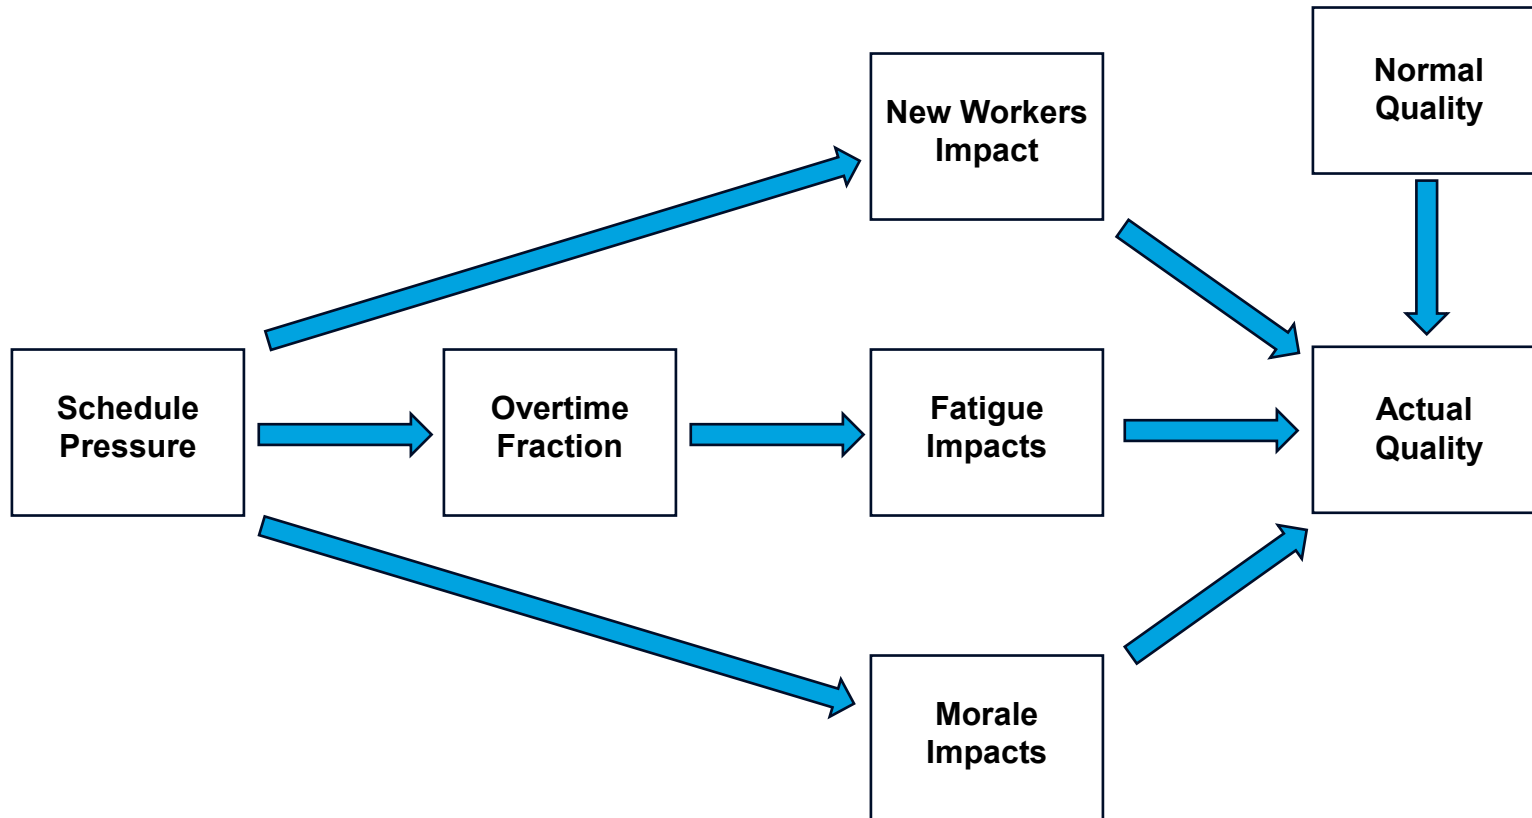 Normal
Quality
New Workers
Impact
Schedule
Pressure
Overtime
Fraction
Fatigue
Impacts
Actual
Quality
Morale
Impacts